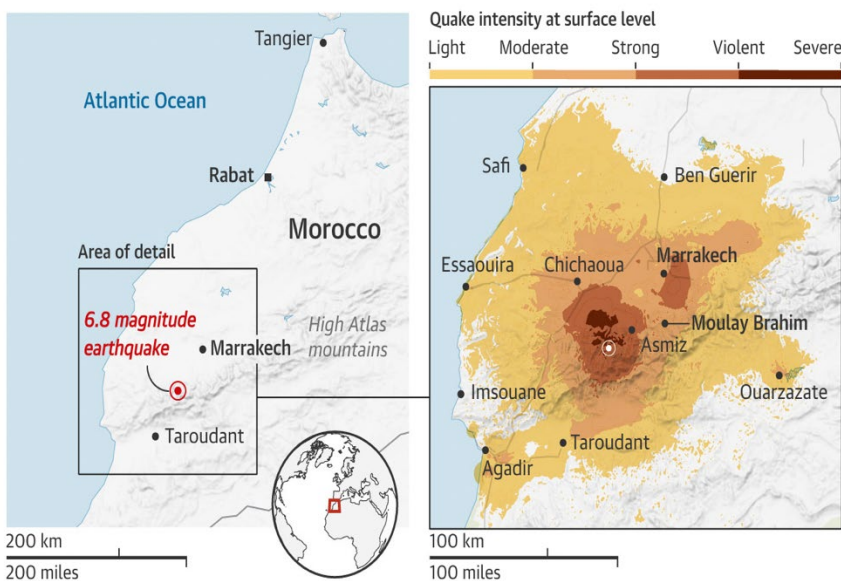 Tangier
Atlantic Ocean
Rabat
Morocco
Area of detail
6.8 magnitude
earthquake
High Atlas
mountains
Marrakech
Taroudant
200 km
200 miles
Quake intensity at surface level
Light Moderate Strong Violent Severe
Safi
Ben Guerir
Essaouira
Chichaoua
Marrakech
Moulay Brahim
Asmiz
Imsouane
Ouarzazate
Taroudant
Agadir
100 km
100 miles